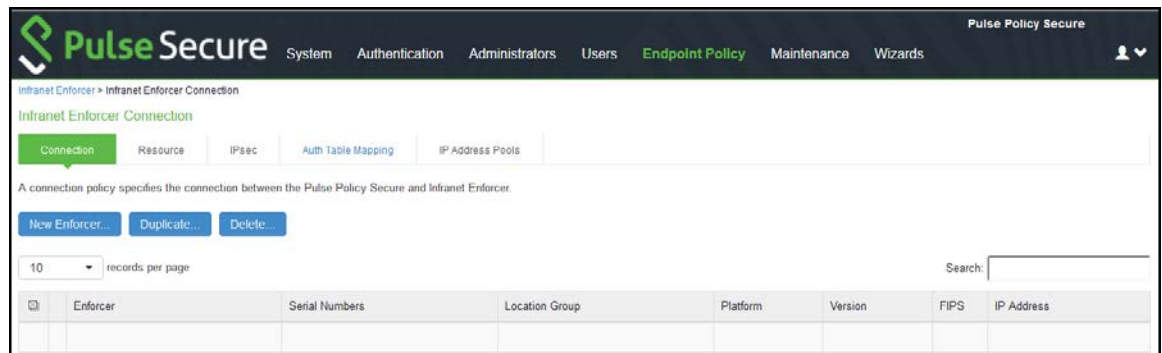 Pulse Policy Secure
Pulse Secure
System Authentication Administrators Users Endpoint Policy Maintenance Wizards
Infranet Enforcer > Infranet Enforcer Connection
Infranet Enforcer Connection
Connection Resource IPsec Auth Table Mapping IP Address Pools
A connection policy specifies the connection between the Pulse Policy Secure and Infranet Enforcer.
New Enforcer... Duplicate... Delete...
10 records per page Search:
Enforcer Serial Numbers Location Group Platform Version FIPS IP Address